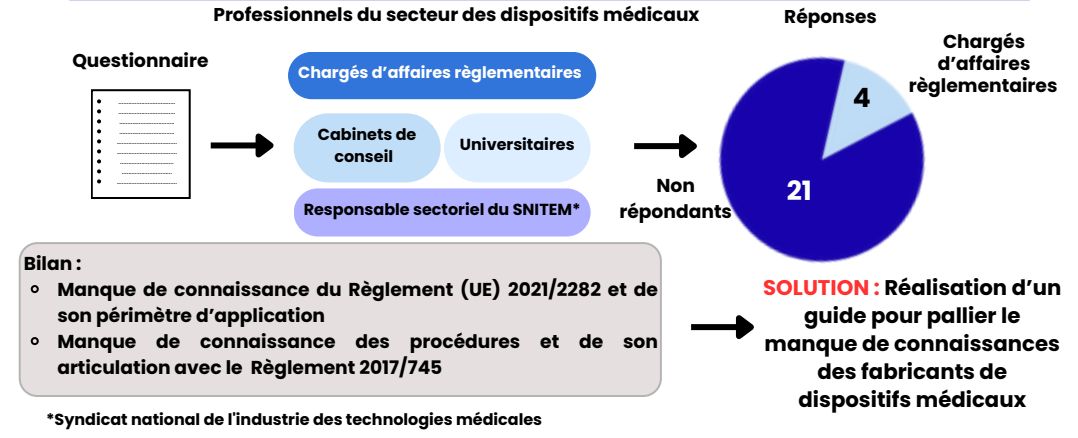 Professionnels du secteur des dispositifs médicaux
Réponses
Questionnaire
Chargés d'affaires règlementaires
Cabinets de
conseil
Universitaires
Responsable sectoriel du SNITEM*
Chargés
d'affaires
règlementaires
4
21
Non
répondants
Bilan :
Manque de connaissance du Règlement (UE) 2021/2282 et de
son périmètre d'application
Manque de connaissance des procédures et de son
articulation avec le Règlement 2017/745
SOLUTION : Réalisation d'un
guide pour pallier le
manque de connaissances
des fabricants de
dispositifs médicaux
*Syndicat national de l'industrie des technologies médicales